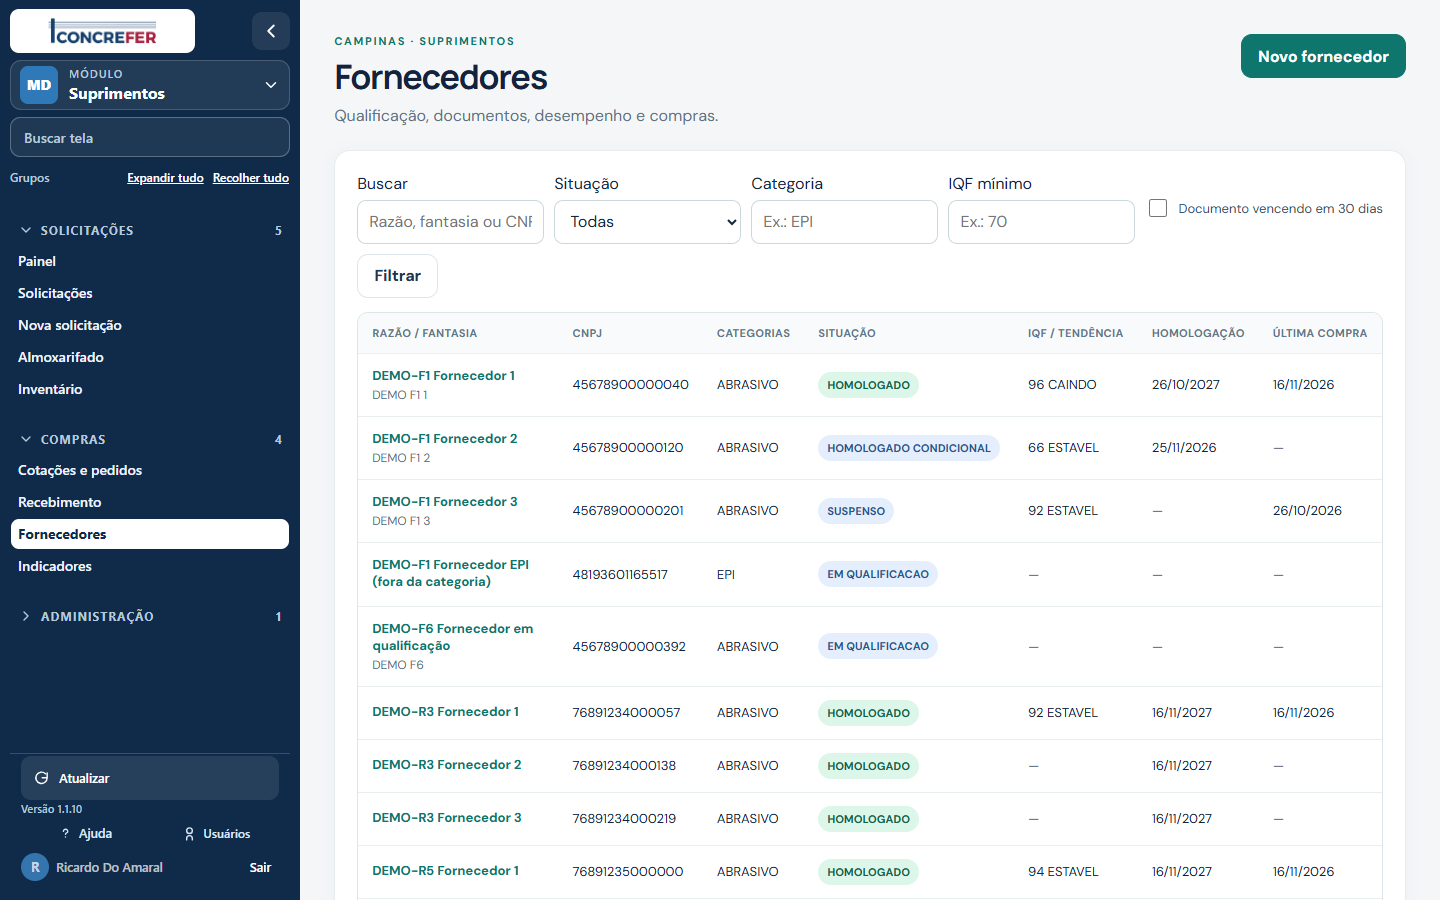 CONCREFER
MD
MÓDULO
Suprimentos
Buscar tela
Grupos
Expandir tudo
Recolher tudo
SOLICITAÇÕES 5
Painel
Solicitações
Nova solicitação
Almoxarifado
Inventário
COMPRAS 4
Cotações e pedidos
Recebimento
Fornecedores
Indicadores
ADMINISTRAÇÃO 1
Atualizar
Versão 1.1.10
? Ajuda
Usuários
R Ricardo Do Amaral
Sair
CAMPINAS · SUPRIMENTOS
Fornecedores
Qualificação, documentos, desempenho e compras.
Novo fornecedor
Buscar Situação Categoria IQF mínimo
Razão, fantasia ou CNF Todas Ex.: EPI Ex.: 70 Documento vencendo em 30 dias
Filtrar
RAZÃO / FANTASIA CNPJ CATEGORIAS SITUAÇÃO IQF / TENDÊNCIA HOMOLOGAÇÃO ÚLTIMA COMPRA
DEMO-F1 Fornecedor 1
DEMO F1 1
45678900000040 ABRASIVO HOMOLOGADO 96 CAINDO 26/10/2027 16/11/2026
DEMO-F1 Fornecedor 2
DEMO F1 2
45678900000120 ABRASIVO HOMOLOGADO CONDICIONAL 66 ESTAVEL 25/11/2026 —
DEMO-F1 Fornecedor 3
DEMO F1 3
45678900000201 ABRASIVO SUSPENSO 92 ESTAVEL — 26/10/2026
DEMO-F1 Fornecedor EPI
(fora da categoria)
48193601165517 EPI EM QUALIFICACAO — — —
DEMO-F6 Fornecedor em
qualificação
DEMO F6
45678900000392 ABRASIVO EM QUALIFICACAO — — —
DEMO-R3 Fornecedor 1 76891234000057 ABRASIVO HOMOLOGADO 92 ESTAVEL 16/11/2027 16/11/2026
DEMO-R3 Fornecedor 2 76891234000138 ABRASIVO HOMOLOGADO — 16/11/2027 —
DEMO-R3 Fornecedor 3 76891234000219 ABRASIVO HOMOLOGADO — 16/11/2027 —
DEMO-R5 Fornecedor 1 76891235000000 ABRASIVO HOMOLOGADO 94 ESTAVEL 16/11/2027 16/11/2026